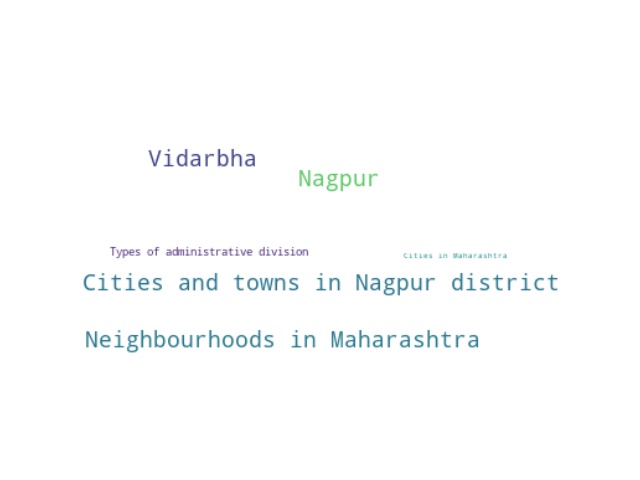 Vidarbha
Nagpur
Types of administrative division
Cities in Maharashtra
Cities and towns in Nagpur district
Neighbourhoods in Maharashtra